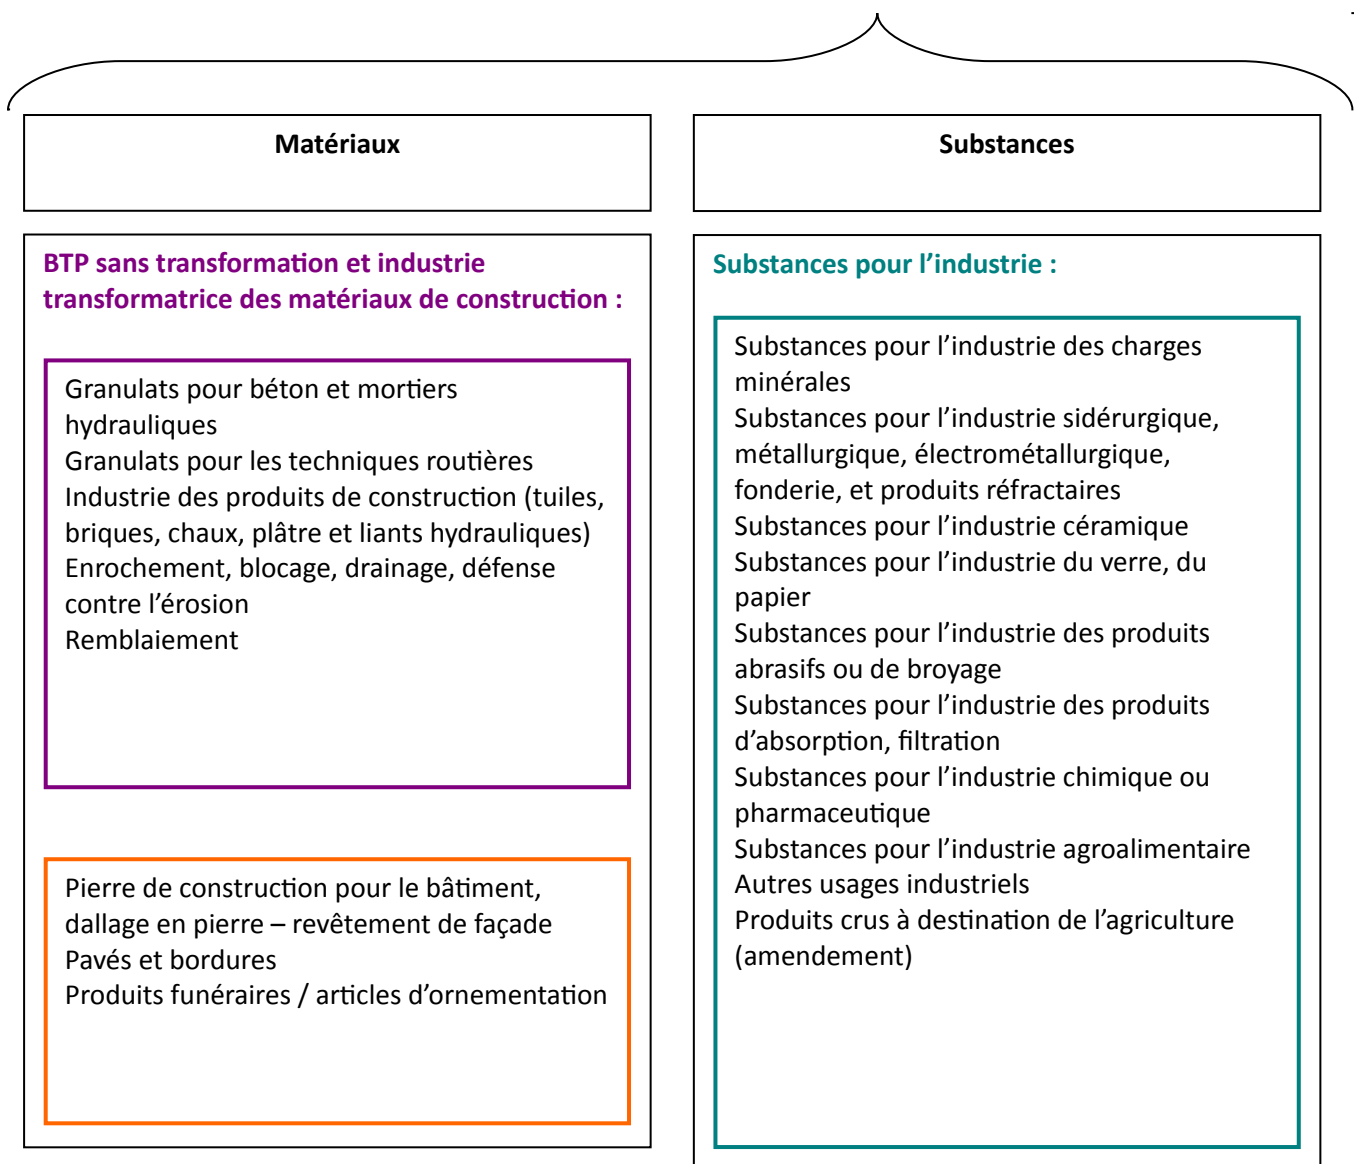 Matériaux
Substances
BTP sans transformation et industrie
transformatrice des matériaux de construction :
Granulats pour béton et mortiers
hydrauliques
Granulats pour les techniques routières
Industrie des produits de construction (tuiles,
briques, chaux, plâtre et liants hydrauliques)
Enrochement, blocage, drainage, défense
contre l’érosion
Remblaiement
Pierre de construction pour le bâtiment,
dallage en pierre – revêtement de façade
Pavés et bordures
Produits funéraires / articles d’ornementation
Substances pour l’industrie :
Substances pour l’industrie des charges
minérales
Substances pour l’industrie sidérurgique,
métallurgique, électrométallurgique,
fonderie, et produits réfractaires
Substances pour l’industrie céramique
Substances pour l’industrie du verre, du
papier
Substances pour l’industrie des produits
abrasifs ou de broyage
Substances pour l’industrie des produits
d’absorption, filtration
Substances pour l’industrie chimique ou
pharmaceutique
Substances pour l’industrie agroalimentaire
Autres usages industriels
Produits crus à destination de l’agriculture
(amendement)